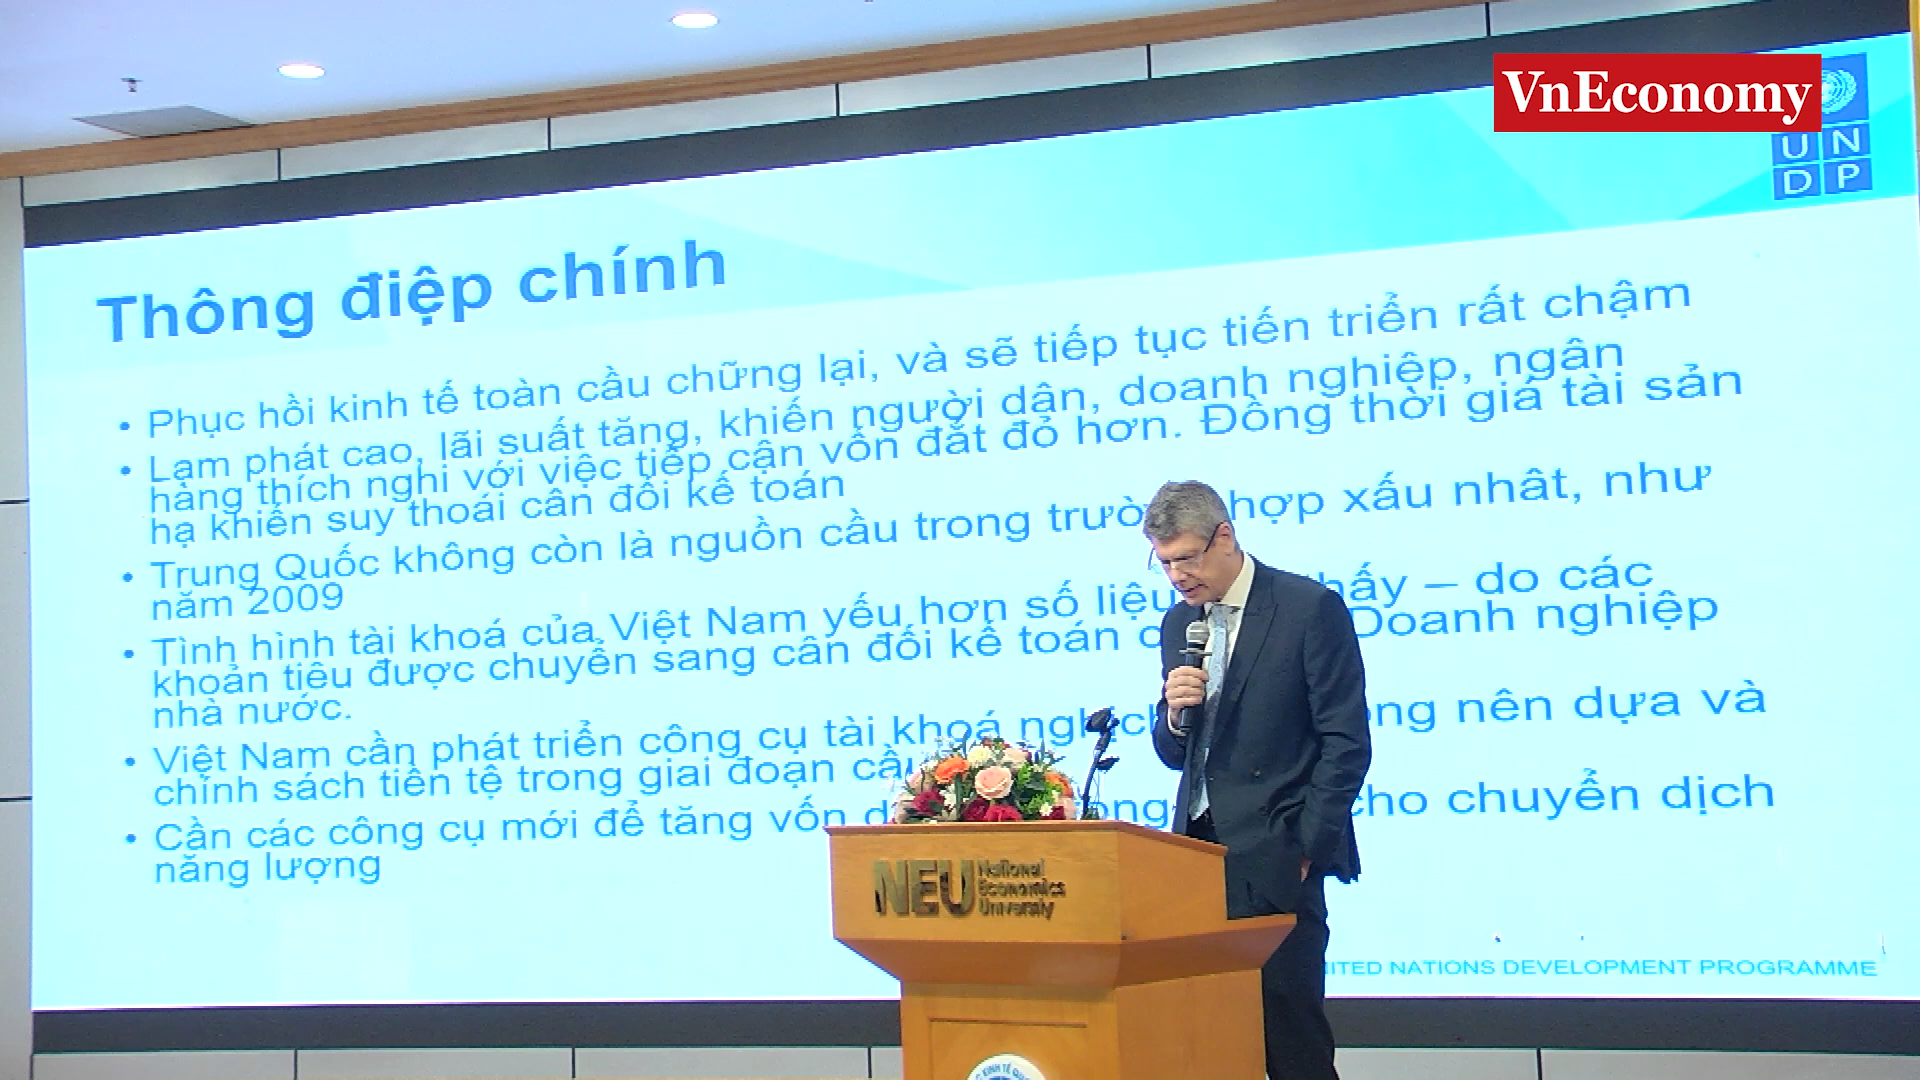 VnEconomy
U N
D P
Thông điệp chính
• Phục hồi kinh tế toàn cầu chững lại, và sẽ tiếp tục tiến triển rất chậm
• Lạm phát cao, lãi suất tăng, khiến người dân, doanh nghiệp, ngân
hàng thích nghi với việc tiếp cận vốn đắt đỏ hơn. Đồng thời giá tài sản
hạ khiến suy thoái cân đối kế toán
• Trung Quốc không còn là nguồn cầu trong trường hợp xấu nhât, như
năm 2009
• Tình hình tài khoá của Việt Nam yếu hơn số liệu thấy – do các
khoản tiêu được chuyển sang cân đối kế toán Doanh nghiệp
nhà nước.
• Việt Nam cần phát triển công cụ tài khoá nghịch nên dựa và
chính sách tiền tệ trong giai đoạn
• Cần các công cụ mới để tăng vốn cho chuyển dịch
năng lượng
NEU National
Economics
University
NITED NATIONS DEVELOPMENT PROGRAMME
KINH TẾ